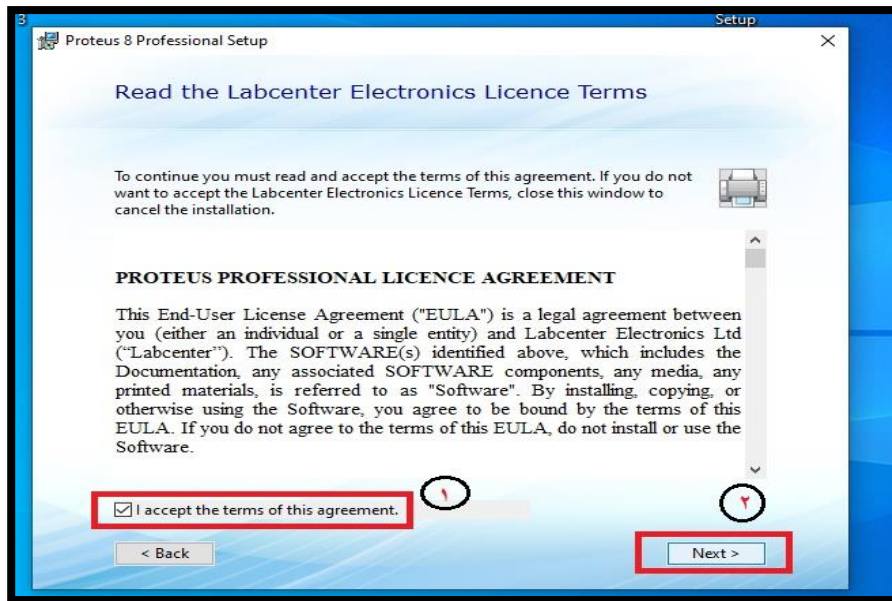 3
Setup
Proteus 8 Professional Setup
Read the Labcenter Electronics Licence Terms
To continue you must read and accept the terms of this agreement. If you do not
want to accept the Labcenter Electronics Licence Terms, close this window to
cancel the installation.
PROTEUS PROFESSIONAL LICENCE AGREEMENT
This End-User License Agreement ("EULA") is a legal agreement between
you (either an individual or a single entity) and Labcenter Electronics Ltd
(“Labcenter”). The SOFTWARE(s) identified above, which includes the
Documentation, any associated SOFTWARE components, any media, any
printed materials, is referred to as "Software". By installing, copying, or
otherwise using the Software, you agree to be bound by the terms of this
EULA. If you do not agree to the terms of this EULA, do not install or use the
Software.
I accept the terms of this agreement.
١
٢
< Back
Next >